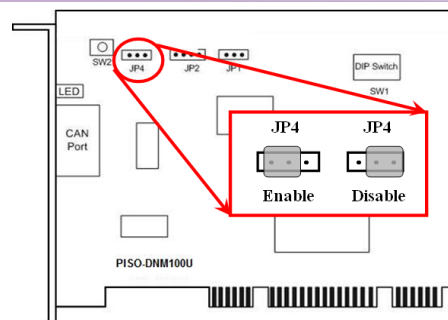 SW2
JP4
JP2
JP1
DIP Switch
SW1
LED
CAN
Port
JP4 JP4
Enable Disable
PISO-DNM100U